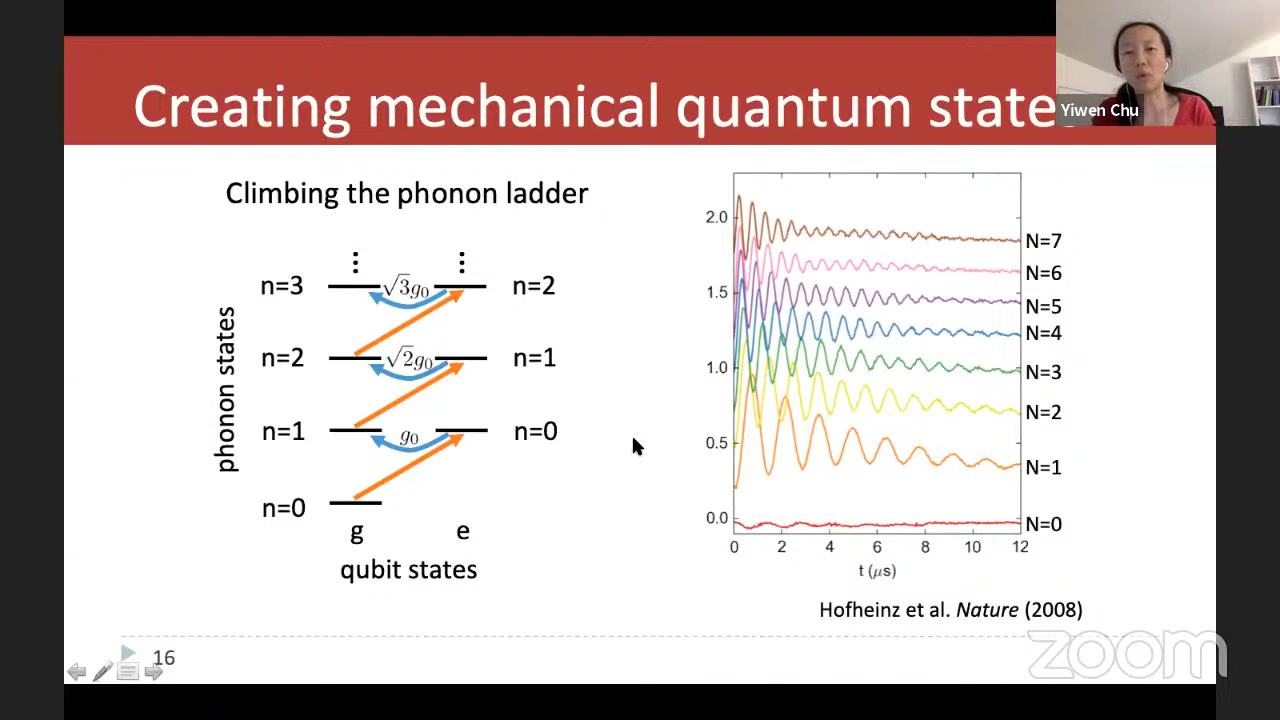 Creating mechanical quantum state
Yiwen Chu
Climbing the phonon ladder
phonon states
⋮ ⋮
n=3 √3g₀ n=2
n=2 √2g₀ n=1
n=1 g₀ n=0
n=0
g e
qubit states
2.0
1.5
1.0
0.5
0.0
0 2 4 6 8 10 12
t (μs)
N=7
N=6
N=5
N=4
N=3
N=2
N=1
N=0
Hofheinz et al. Nature (2008)
16
zoom